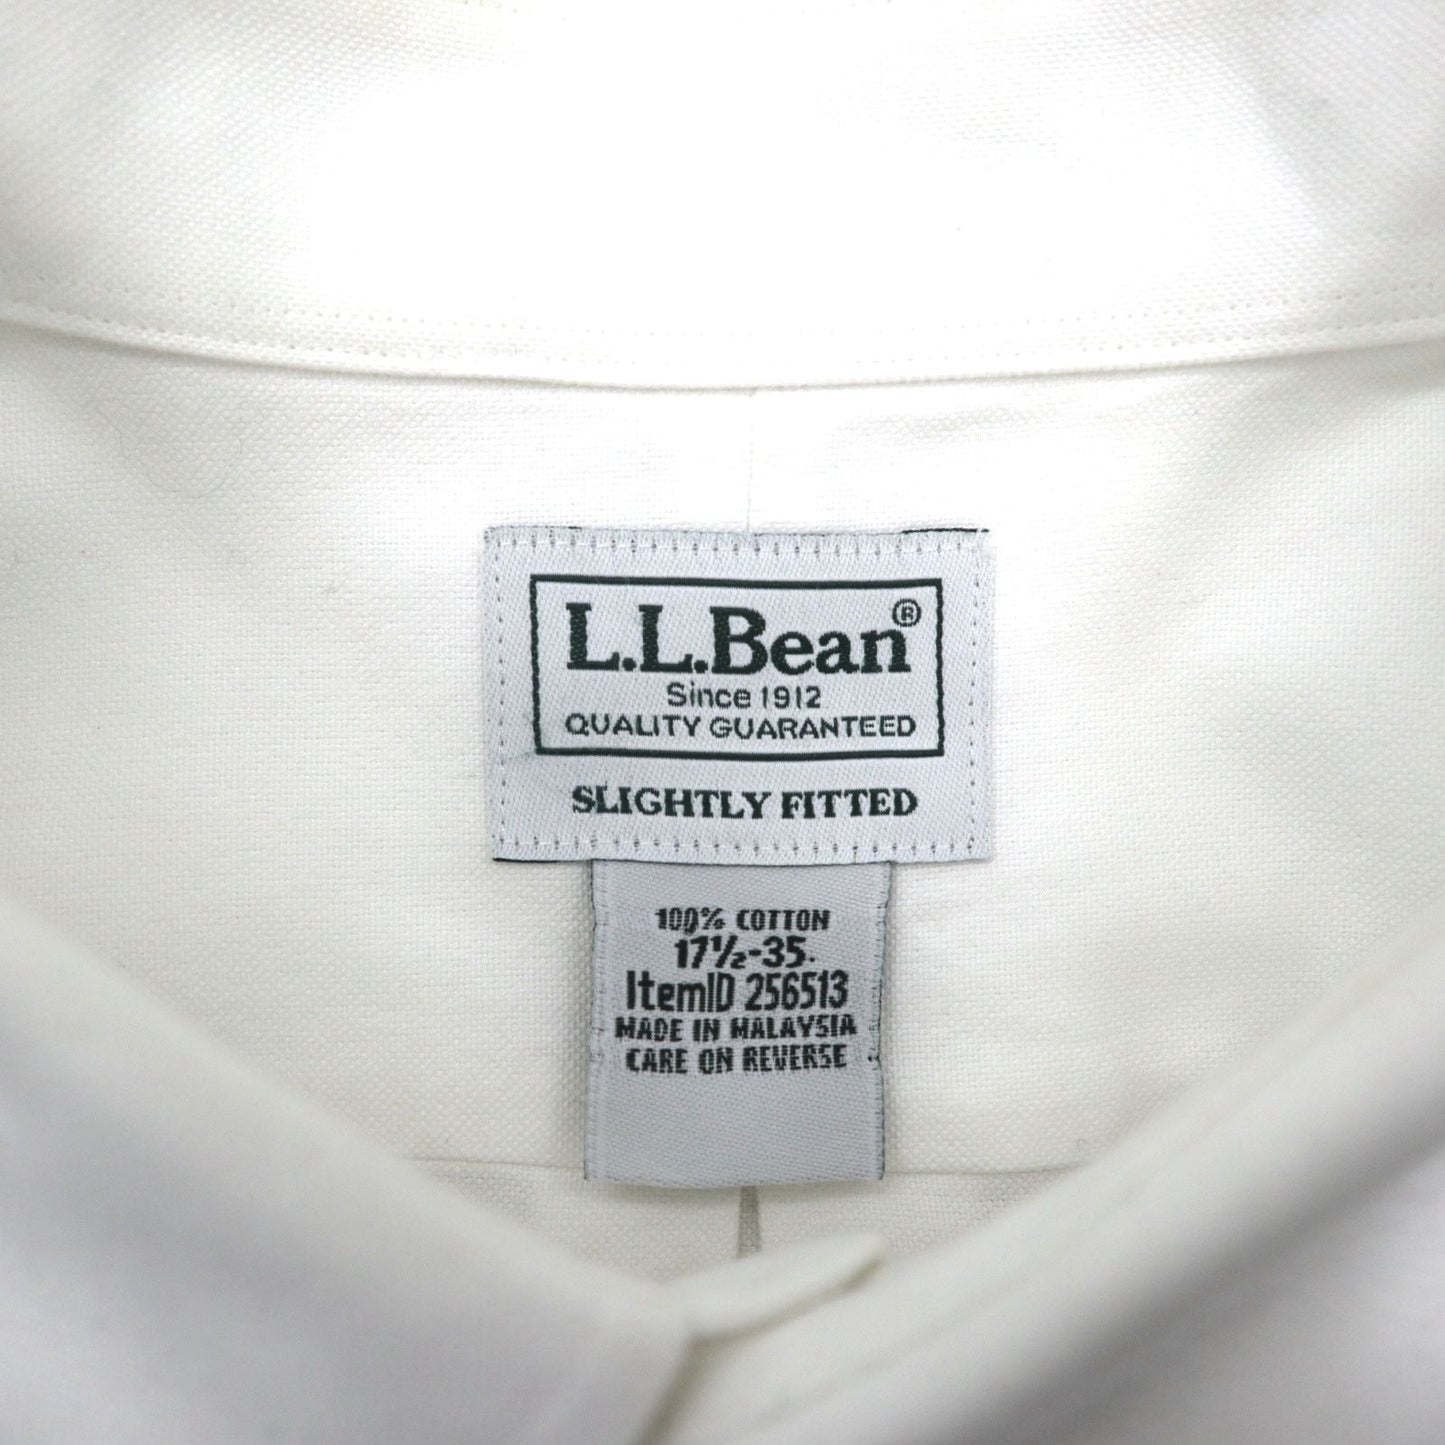 L.L.Bean®
Since 1912
QUALITY GUARANTEED
SLIGHTLY FITTED
100% COTTON
17½-35.
ItemID 256513
MADE IN MALAYSIA
CARE ON REVERSE